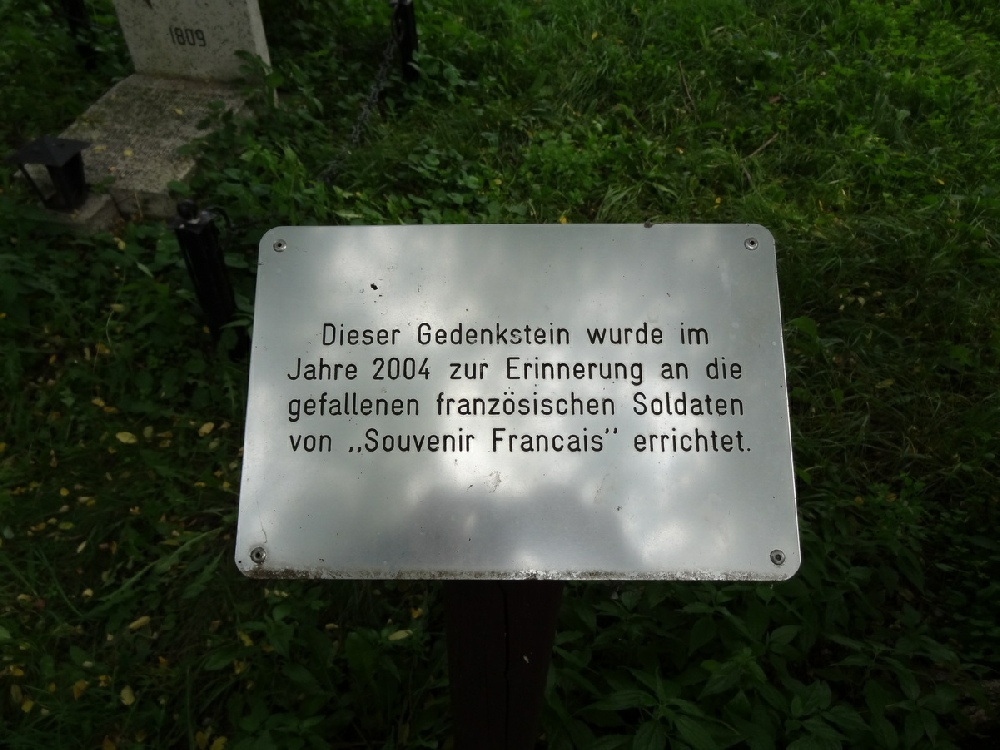 1809
Dieser Gedenkstein wurde im
Jahre 2004 zur Erinnerung an die
gefallenen französischen Soldaten
von „Souvenir Francais" errichtet.